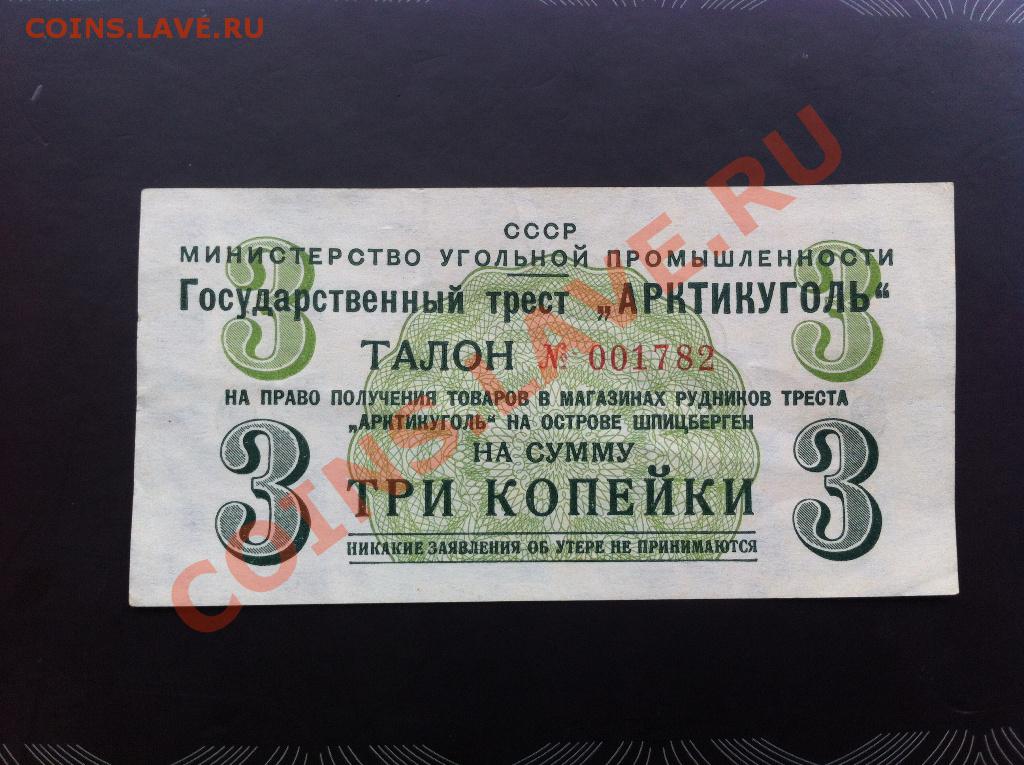 COINS.LAVE.RU
СССР
МИНИСТЕРСТВО УГОЛЬНОЙ ПРОМЫШЛЕННОСТИ
Государственный трест „АРКТИКУГОЛЬ“
3 3
ТАЛОН № 001782
НА ПРАВО ПОЛУЧЕНИЯ ТОВАРОВ В МАГАЗИНАХ РУДНИКОВ ТРЕСТА
„АРКТИКУГОЛЬ“ НА ОСТРОВЕ ШПИЦБЕРГЕН
НА СУММУ
3 ТРИ КОПЕЙКИ 3
НИКАКИЕ ЗАЯВЛЕНИЯ ОБ УТЕРЕ НЕ ПРИНИМАЮТСЯ
COINS.LAVE.RU